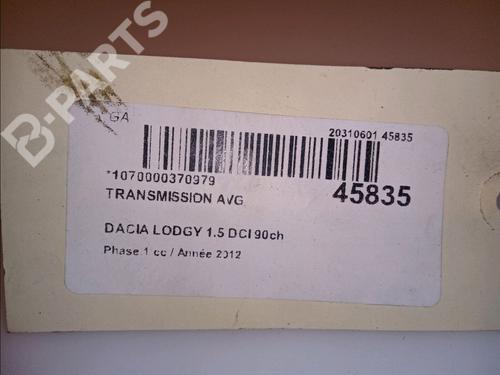 B-PARTS
GA
20310601 45835
*1070000370979
45835
TRANSMISSION AVG
DACIA LODGY 1.5 DCI 90ch
Phase 1 cc / Année 2012